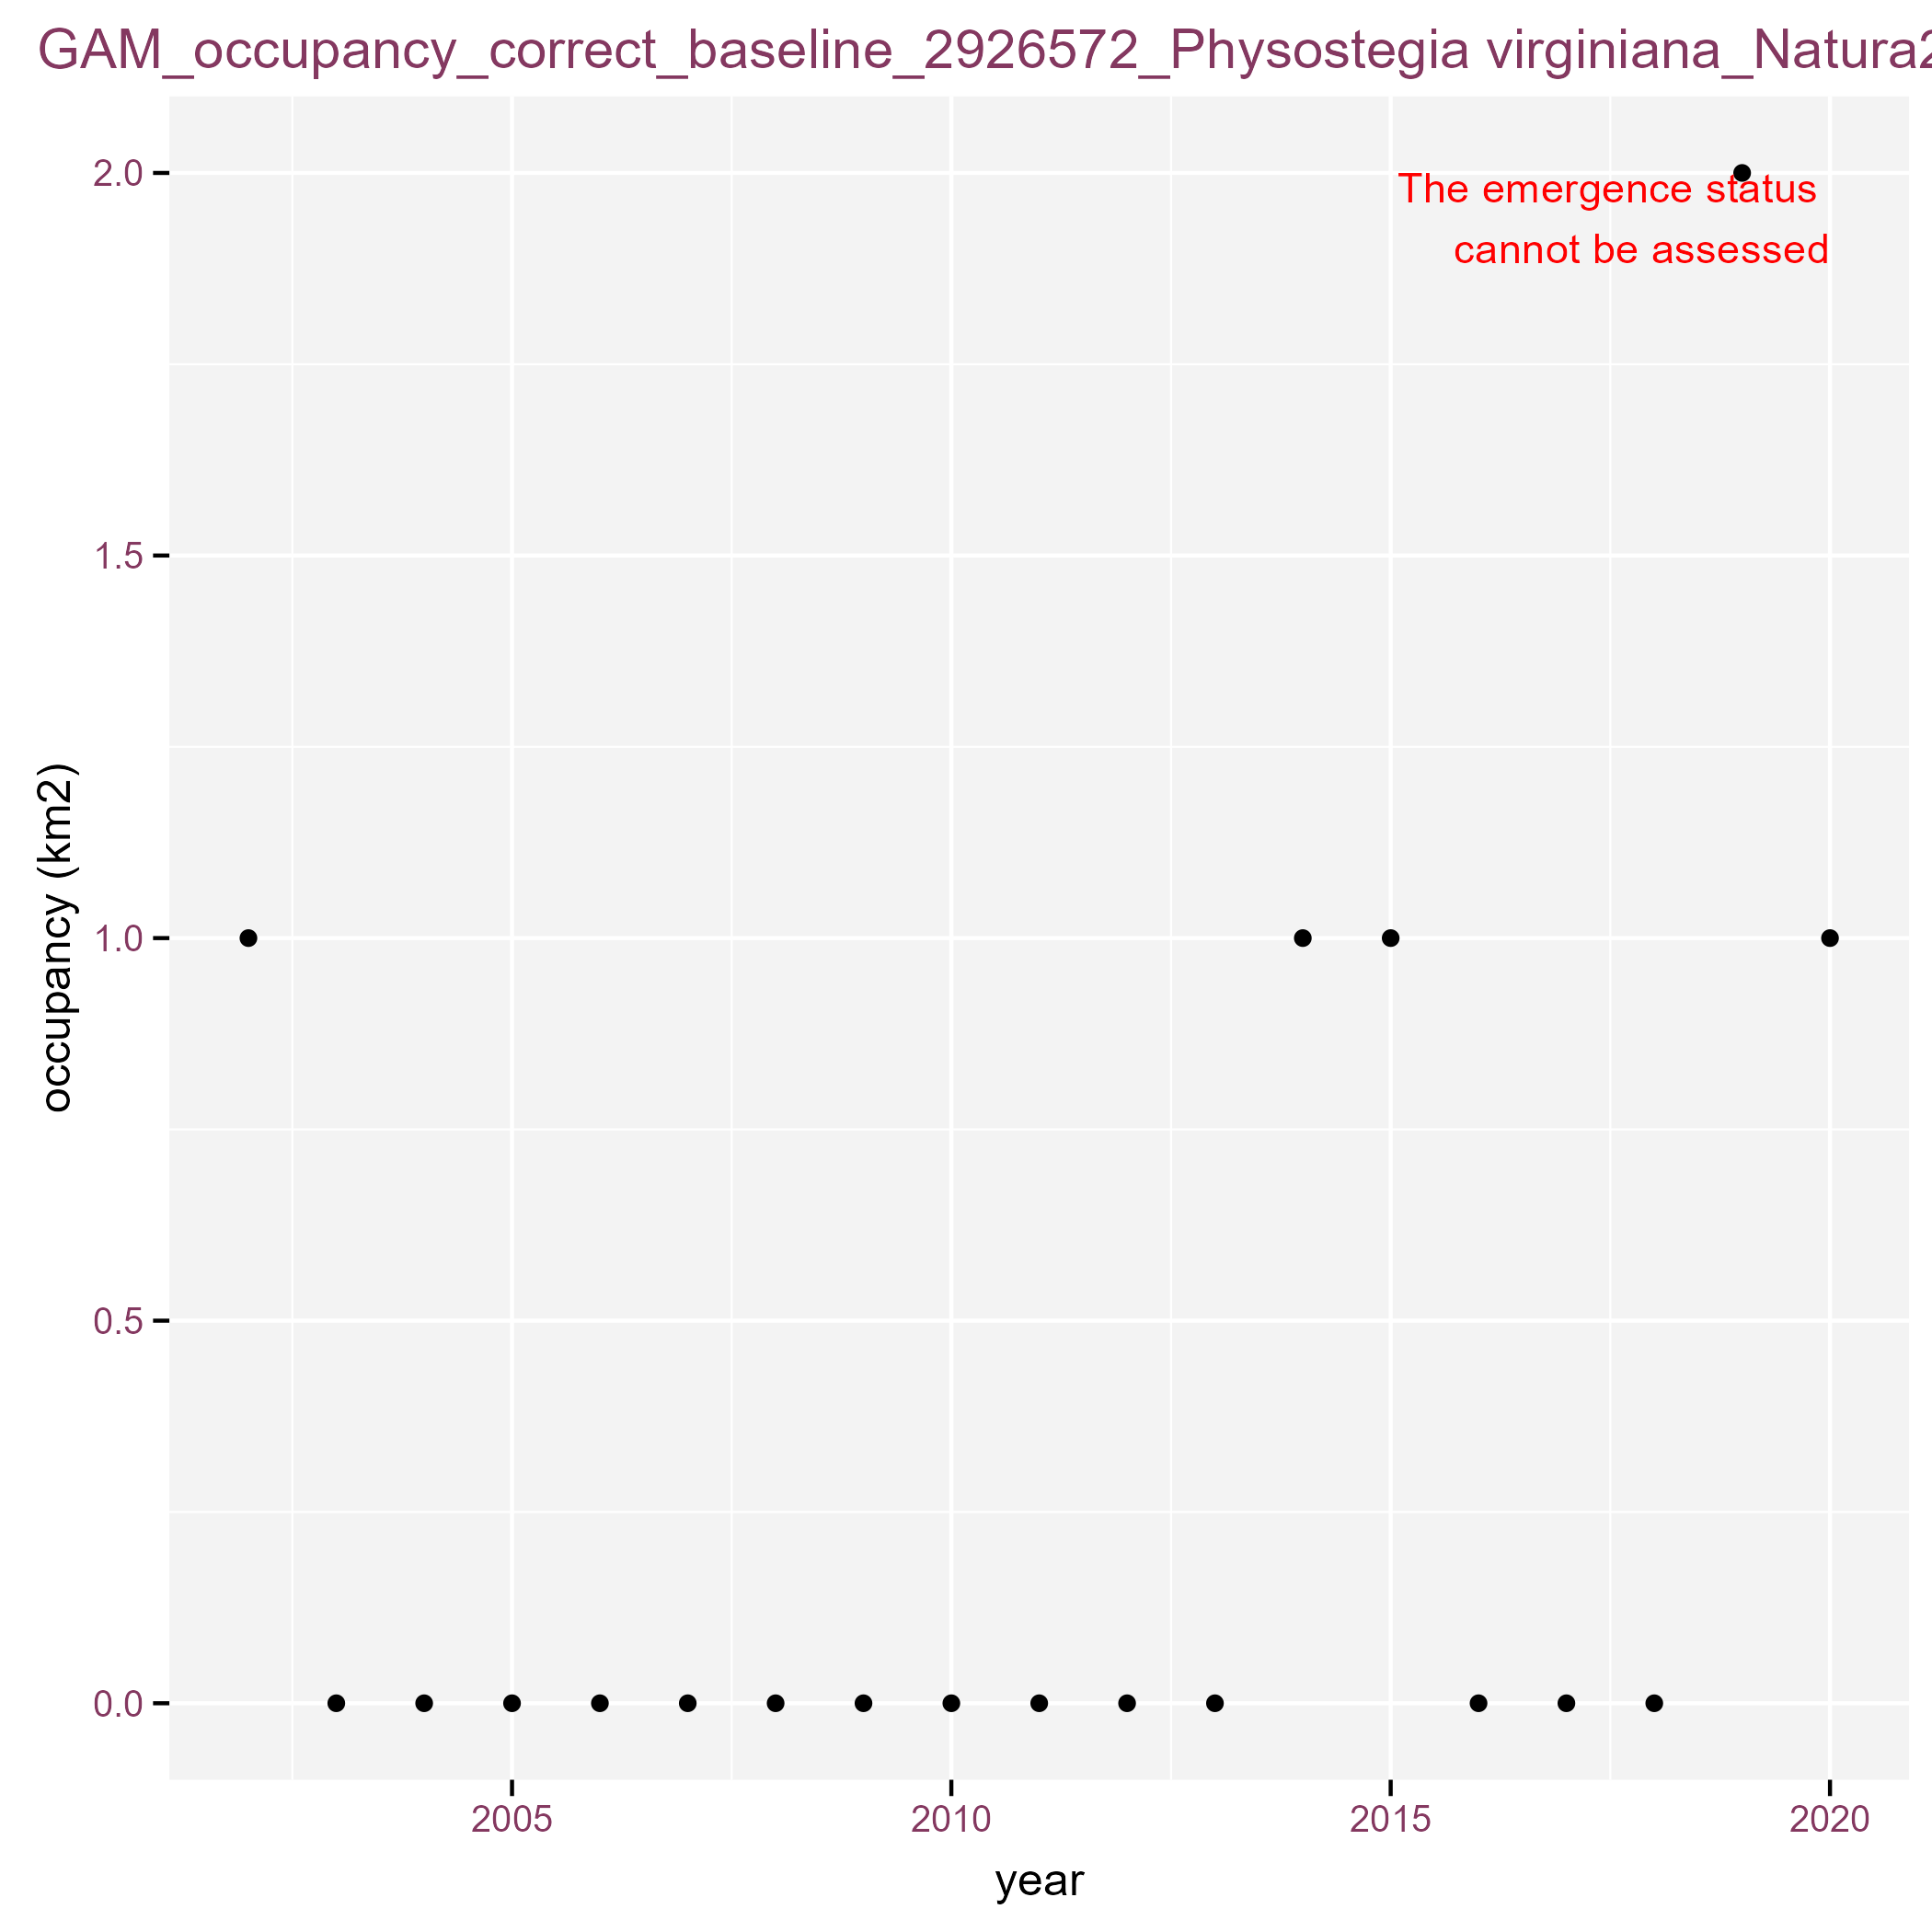 GAM_occupancy_correct_baseline_2926572_Physostegia virginiana_Natura2
2.0
The emergence status
cannot be assessed
1.5
occupancy (km2)
1.0
0.5
0.0
2005 2010 2015 2020
year